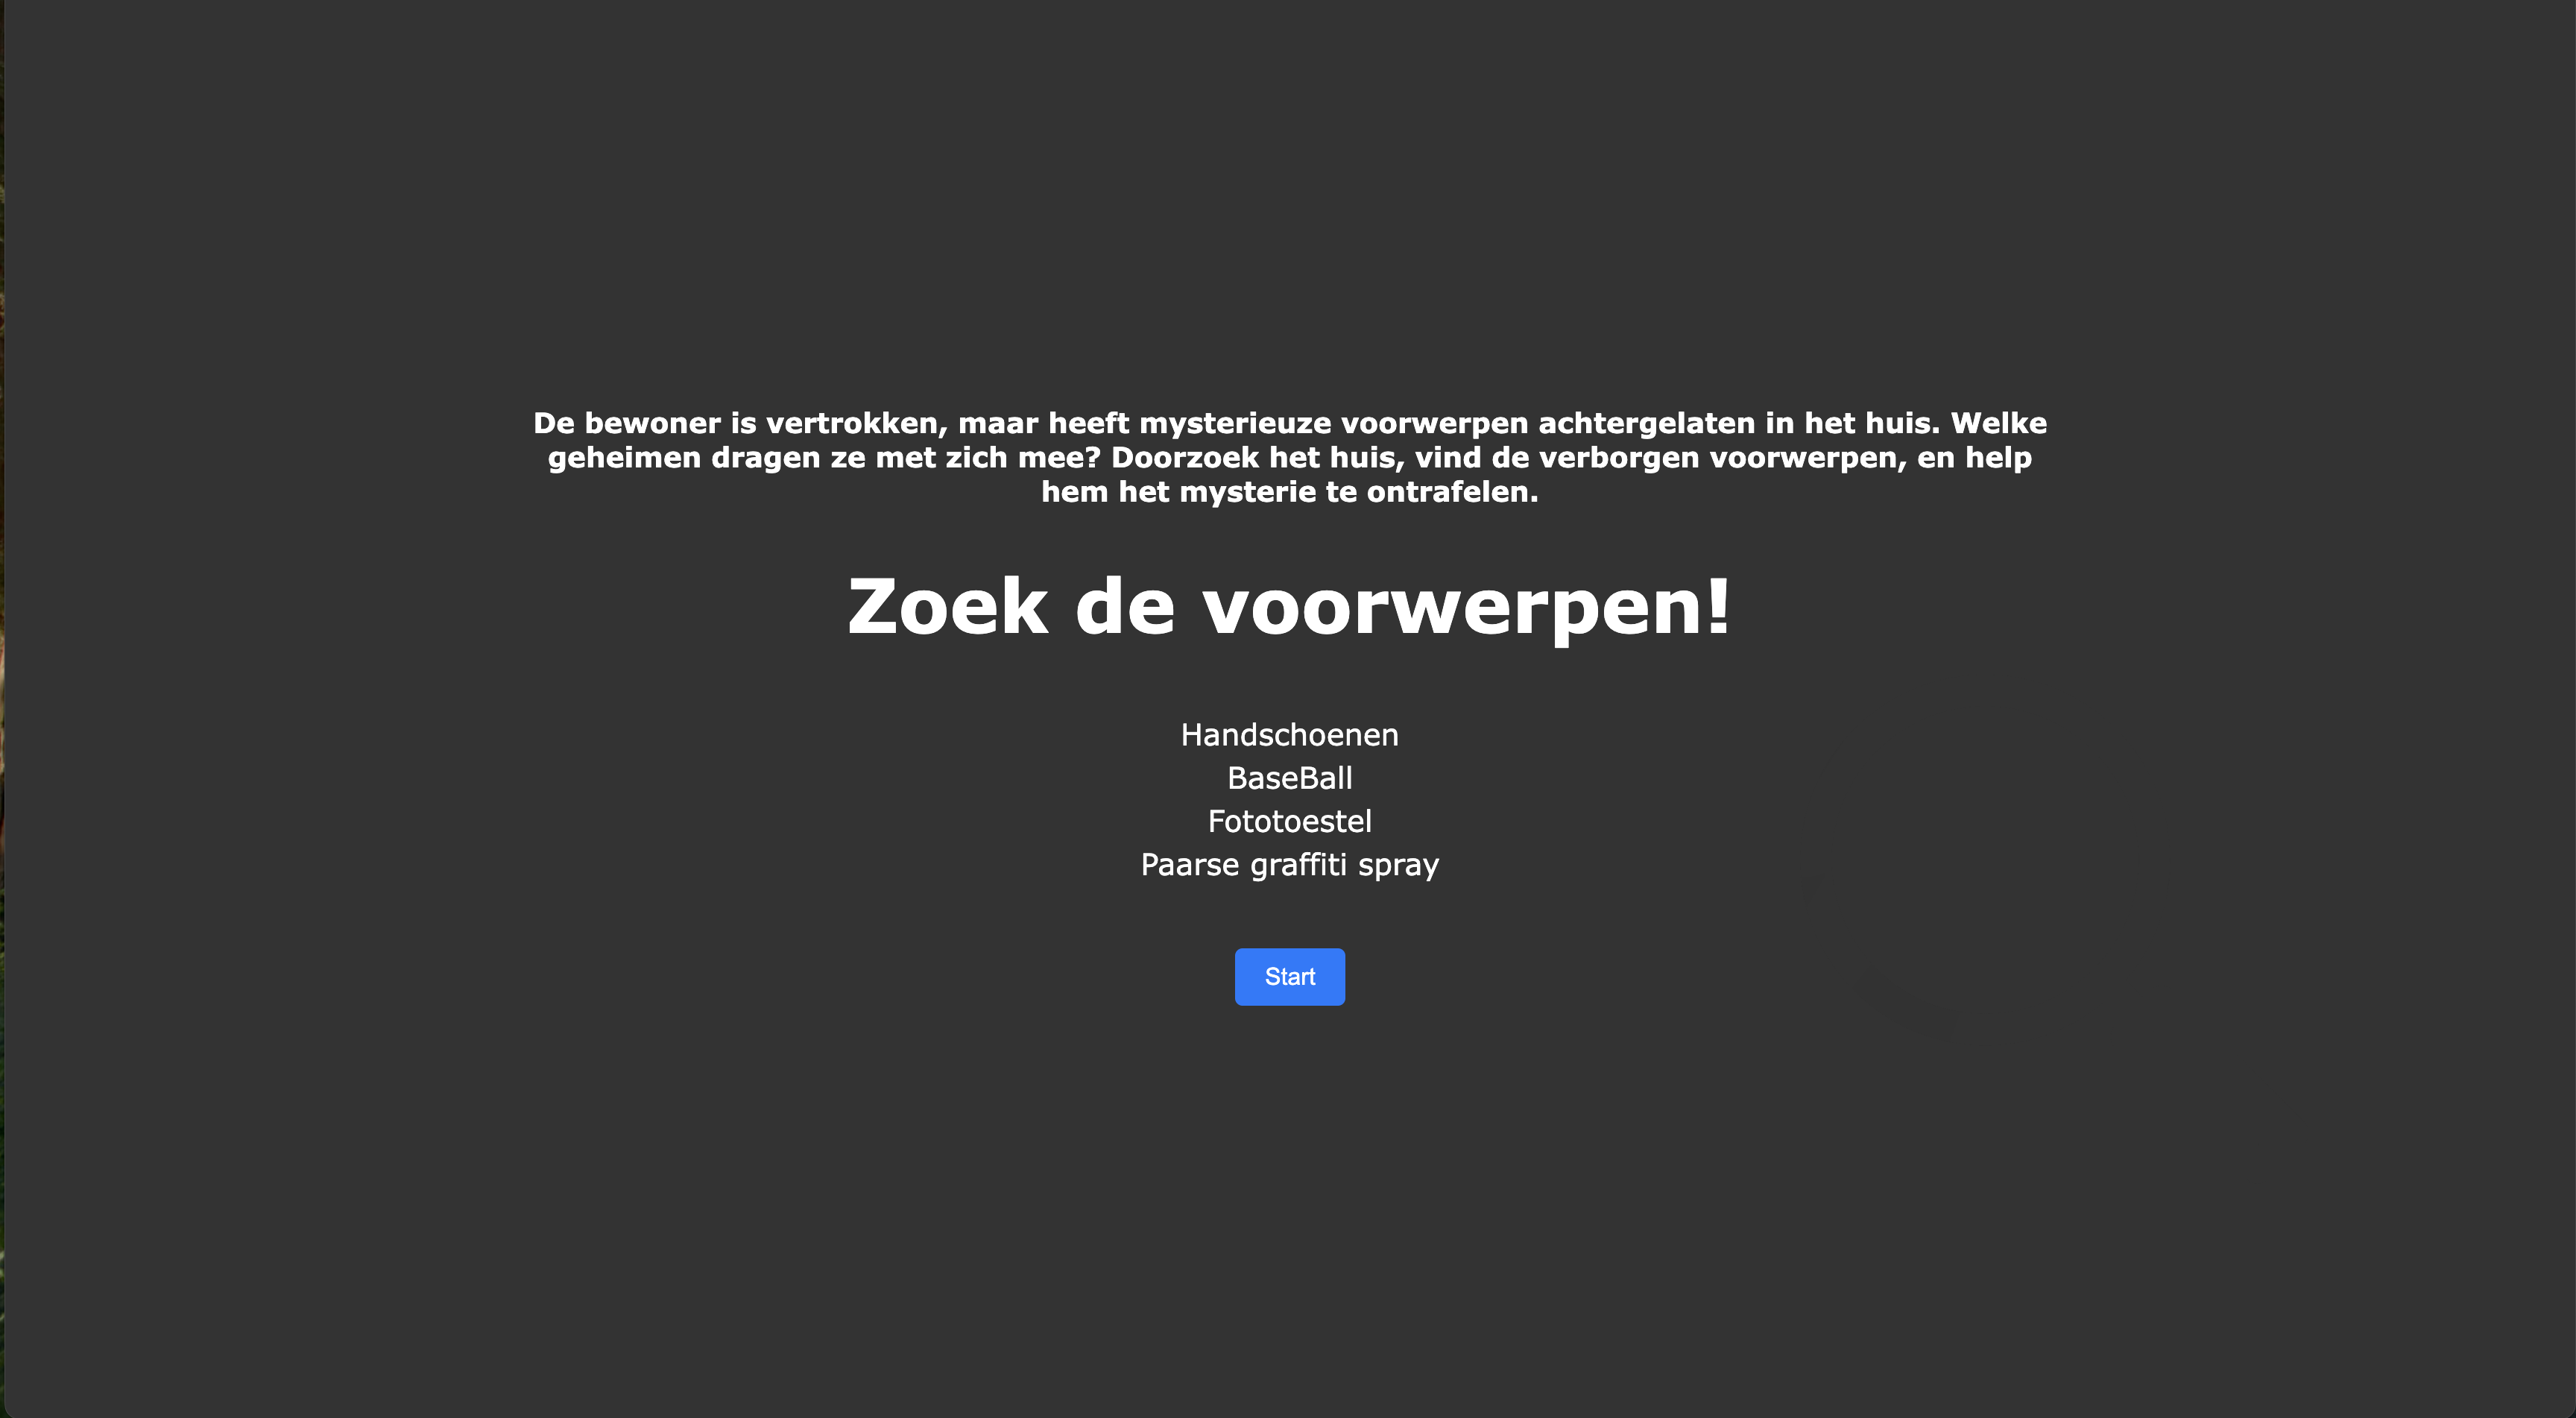 De bewoner is vertrokken, maar heeft mysterieuze voorwerpen achtergelaten in het huis. Welke
geheimen dragen ze met zich mee? Doorzoek het huis, vind de verborgen voorwerpen, en help
hem het mysterie te ontrafelen.
Zoek de voorwerpen!
Handschoenen
BaseBall
Fototoestel
Paarse graffiti spray
Start